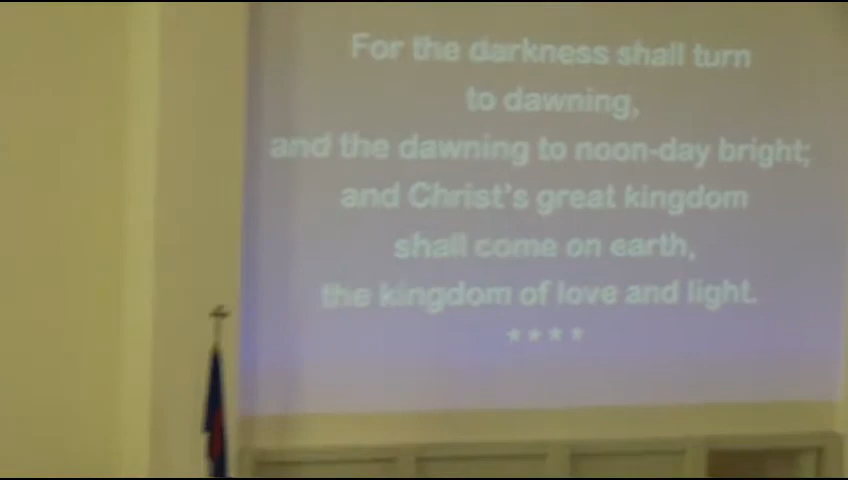 For the darkness shall turn
to dawning,
and the dawning to noon-day bright;
and Christ's great kingdom
shall come on earth,
the kingdom of love and light.
****